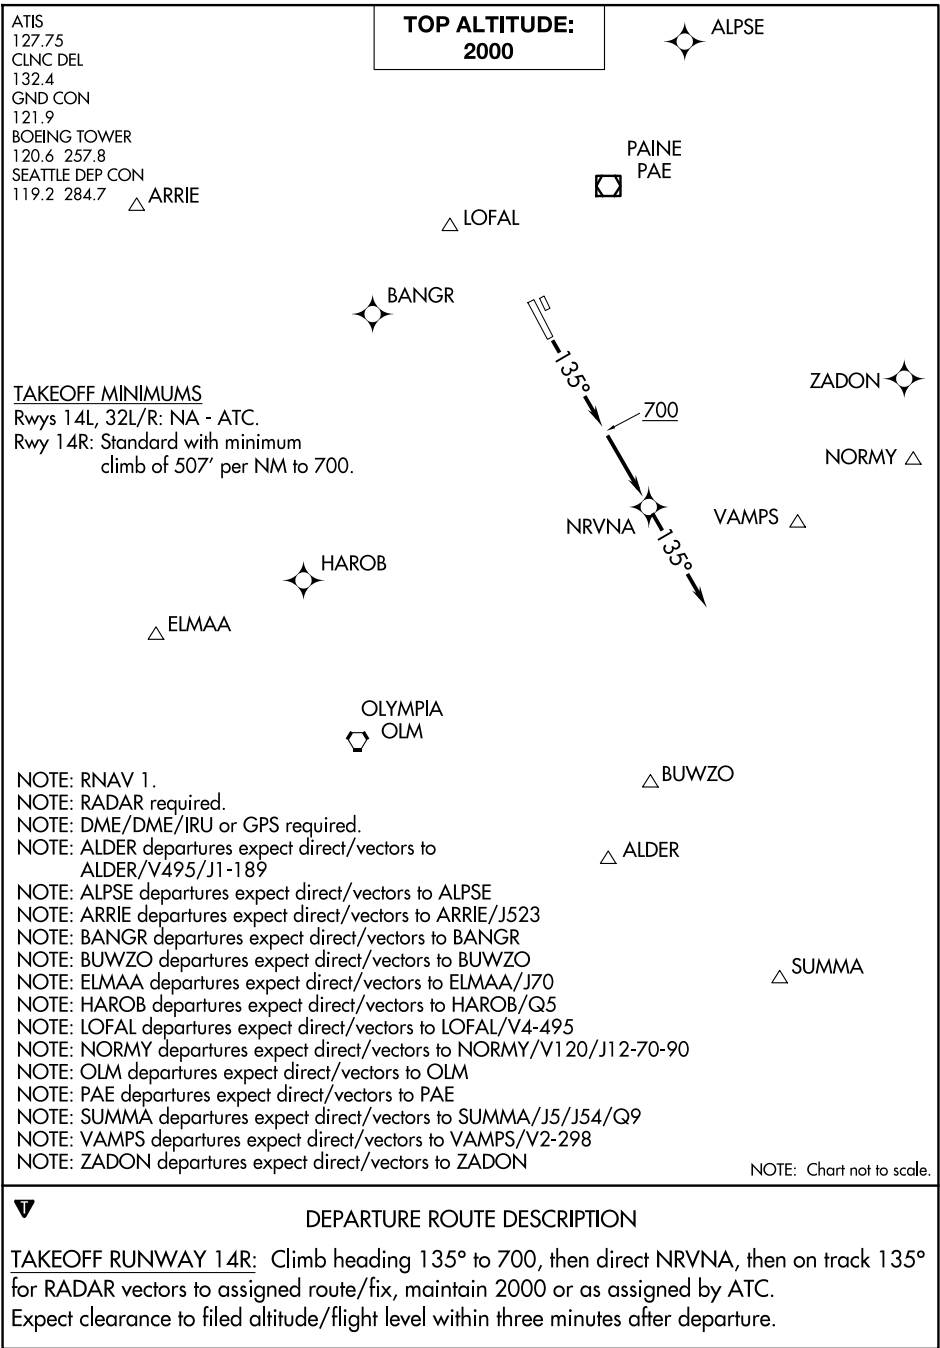 ATIS
127.75
CLNC DEL
132.4
GND CON
121.9
BOEING TOWER
120.6 257.8
SEATTLE DEP CON
119.2 284.7
TOP ALTITUDE:
2000
ALPSE
PAINE
PAE
ARRIE
LOFAL
BANGR
135°
ZADON
700
TAKEOFF MINIMUMS
Rwys 14L, 32L/R: NA - ATC.
Rwy 14R: Standard with minimum
climb of 507' per NM to 700.
NORMY
NRVNA
VAMPS
135°
HAROB
ELMAA
OLYMPIA
OLM
BUWZO
ALDER
SUMMA
NOTE: RNAV 1.
NOTE: RADAR required.
NOTE: DME/DME/IRU or GPS required.
NOTE: ALDER departures expect direct/vectors to
ALDER/V495/J1-189
NOTE: ALPSE departures expect direct/vectors to ALPSE
NOTE: ARRIE departures expect direct/vectors to ARRIE/J523
NOTE: BANGR departures expect direct/vectors to BANGR
NOTE: BUWZO departures expect direct/vectors to BUWZO
NOTE: ELMAA departures expect direct/vectors to ELMAA/J70
NOTE: HAROB departures expect direct/vectors to HAROB/Q5
NOTE: LOFAL departures expect direct/vectors to LOFAL/V4-495
NOTE: NORMY departures expect direct/vectors to NORMY/V120/J12-70-90
NOTE: OLM departures expect direct/vectors to OLM
NOTE: PAE departures expect direct/vectors to PAE
NOTE: SUMMA departures expect direct/vectors to SUMMA/J5/J54/Q9
NOTE: VAMPS departures expect direct/vectors to VAMPS/V2-298
NOTE: ZADON departures expect direct/vectors to ZADON
NOTE: Chart not to scale.
T
DEPARTURE ROUTE DESCRIPTION
TAKEOFF RUNWAY 14R: Climb heading 135° to 700, then direct NRVNA, then on track 135°
for RADAR vectors to assigned route/fix, maintain 2000 or as assigned by ATC.
Expect clearance to filed altitude/flight level within three minutes after departure.